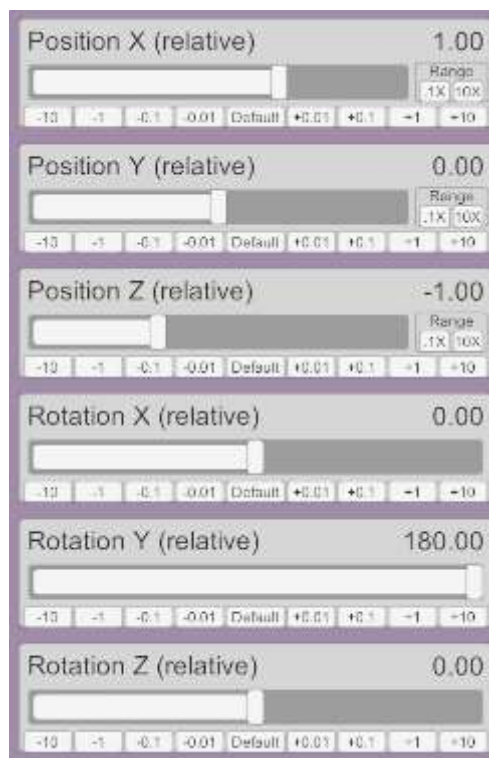 Position X (relative) 1.00
Range
.1X 10X
-10 -1 -0.1 -0.01 Default +0.01 +0.1 +1 +10
Position Y (relative) 0.00
Range
.1X 10X
-10 -1 -0.1 -0.01 Default +0.01 +0.1 +1 +10
Position Z (relative) -1.00
Range
.1X 10X
-10 -1 -0.1 -0.01 Default +0.01 +0.1 +1 +10
Rotation X (relative) 0.00
-10 -1 -0.1 -0.01 Default +0.01 +0.1 +1 +10
Rotation Y (relative) 180.00
-10 -1 -0.1 -0.01 Default +0.01 +0.1 +1 +10
Rotation Z (relative) 0.00
-10 -1 -0.1 -0.01 Default +0.01 +0.1 +1 +10